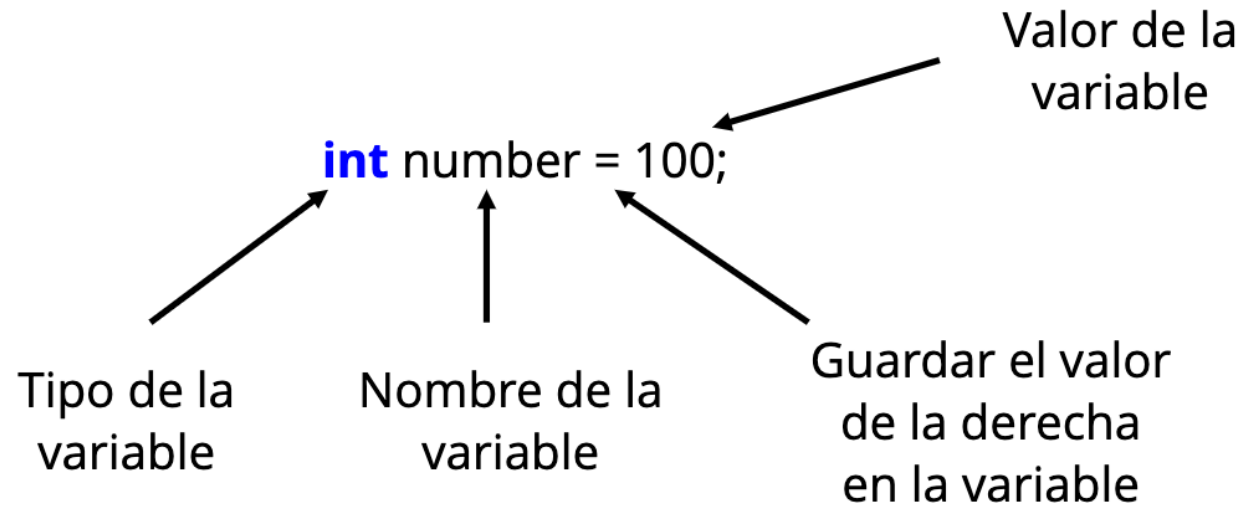 Valor de la
variable
int number = 100;
Tipo de la
variable
Nombre de la
variable
Guardar el valor
de la derecha
en la variable